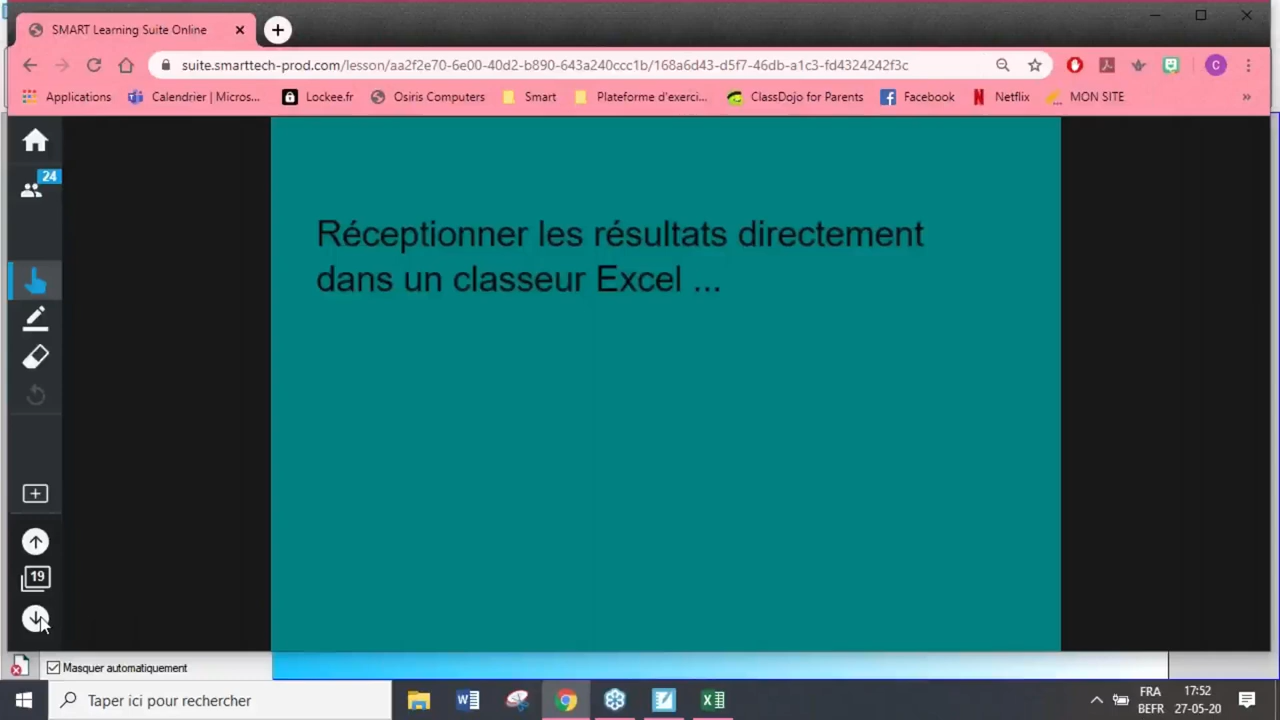 SMART Learning Suite Online
suite.smarttech-prod.com/lesson/aa2f2e70-6e00-40d2-b890-643a240ccc1b/168a6d43-d5f7-46db-a1c3-fd4324242f3c
C
Applications Calendrier | Micros... Lockee.fr Osiris Computers Smart Plateforme d'exerci... ClassDojo for Parents Facebook Netflix MON SITE »
24
Réceptionner les résultats directement
dans un classeur Excel ...
19
Masquer automatiquement
Taper ici pour rechercher
FRA 17:52
BEFR 27-05-20